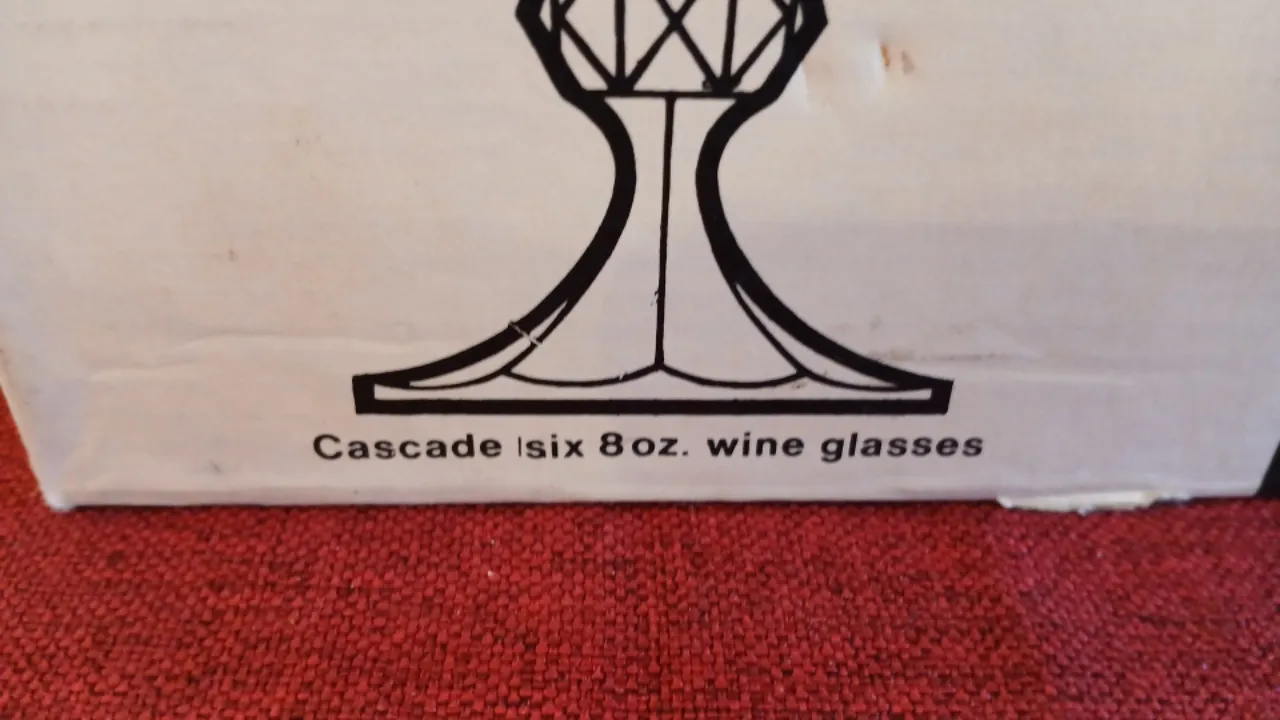 Cascade |six 8oz. wine glasses